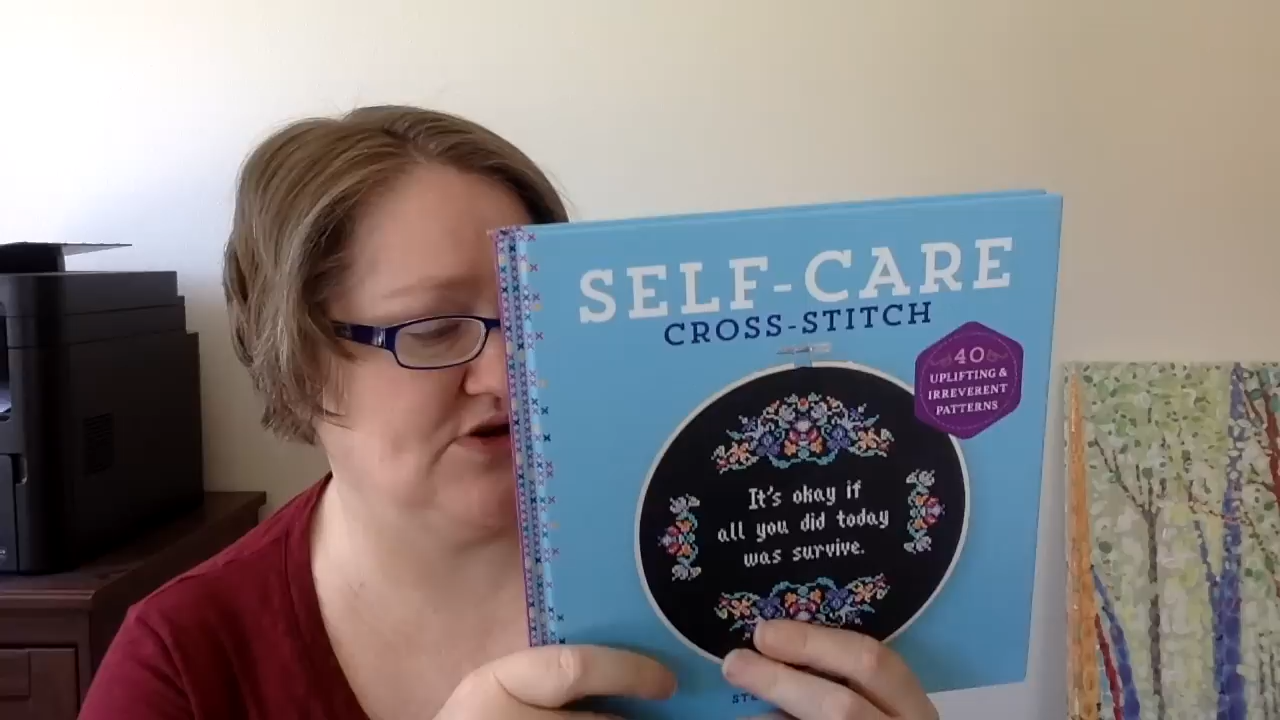 SELF-CARE
CROSS-STITCH
40
UPLIFTING &
IRREVERENT
PATTERNS
It's okay if
all you did today
was survive.